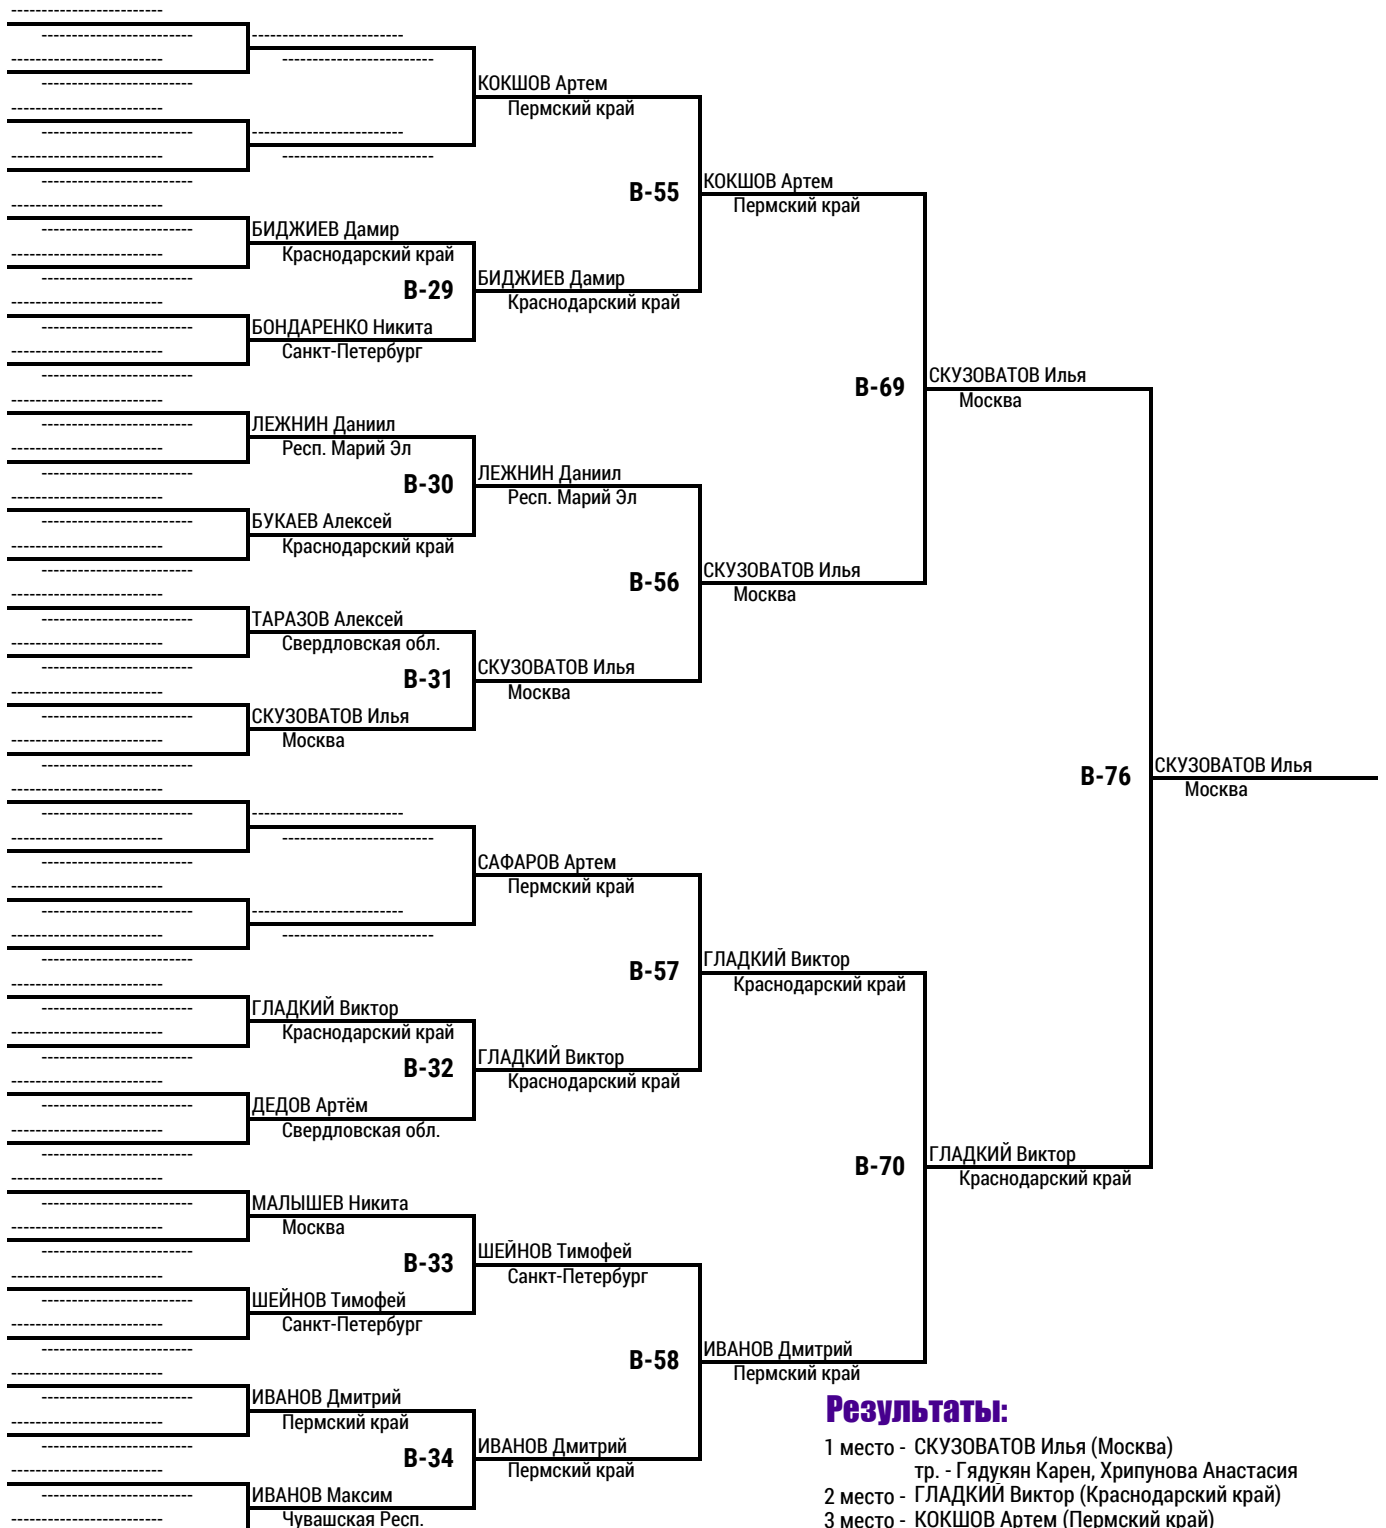 КОКШОВ Артем
Пермский край
B-55
КОКШОВ Артем
Пермский край
БИДЖИЕВ Дамир
Краснодарский край
B-29
БИДЖИЕВ Дамир
Краснодарский край
БОНДАРЕНКО Никита
Санкт-Петербург
B-69
СКУЗОВАТОВ Илья
Москва
ЛЕЖНИН Даниил
Респ. Марий Эл
B-30
ЛЕЖНИН Даниил
Респ. Марий Эл
БУКАЕВ Алексей
Краснодарский край
B-56
СКУЗОВАТОВ Илья
Москва
ТАРАЗОВ Алексей
Свердловская обл.
B-31
СКУЗОВАТОВ Илья
Москва
СКУЗОВАТОВ Илья
Москва
B-76
СКУЗОВАТОВ Илья
Москва
САФАРОВ Артем
Пермский край
B-57
ГЛАДКИЙ Виктор
Краснодарский край
ГЛАДКИЙ Виктор
Краснодарский край
B-32
ГЛАДКИЙ Виктор
Краснодарский край
ДЕДОВ Артём
Свердловская обл.
B-70
ГЛАДКИЙ Виктор
Краснодарский край
МАЛЫШЕВ Никита
Москва
B-33
ШЕЙНОВ Тимофей
Санкт-Петербург
ШЕЙНОВ Тимофей
Санкт-Петербург
B-58
ИВАНОВ Дмитрий
Пермский край
ИВАНОВ Дмитрий
Пермский край
B-34
ИВАНОВ Дмитрий
Пермский край
ИВАНОВ Максим
Чувашская Респ.
Результаты:
1 место - СКУЗОВАТОВ Илья (Москва)
тр. - Гядукян Карен, Хрипунова Анастасия
2 место - ГЛАДКИЙ Виктор (Краснодарский край)
3 место - КОКШОВ Артем (Пермский край)